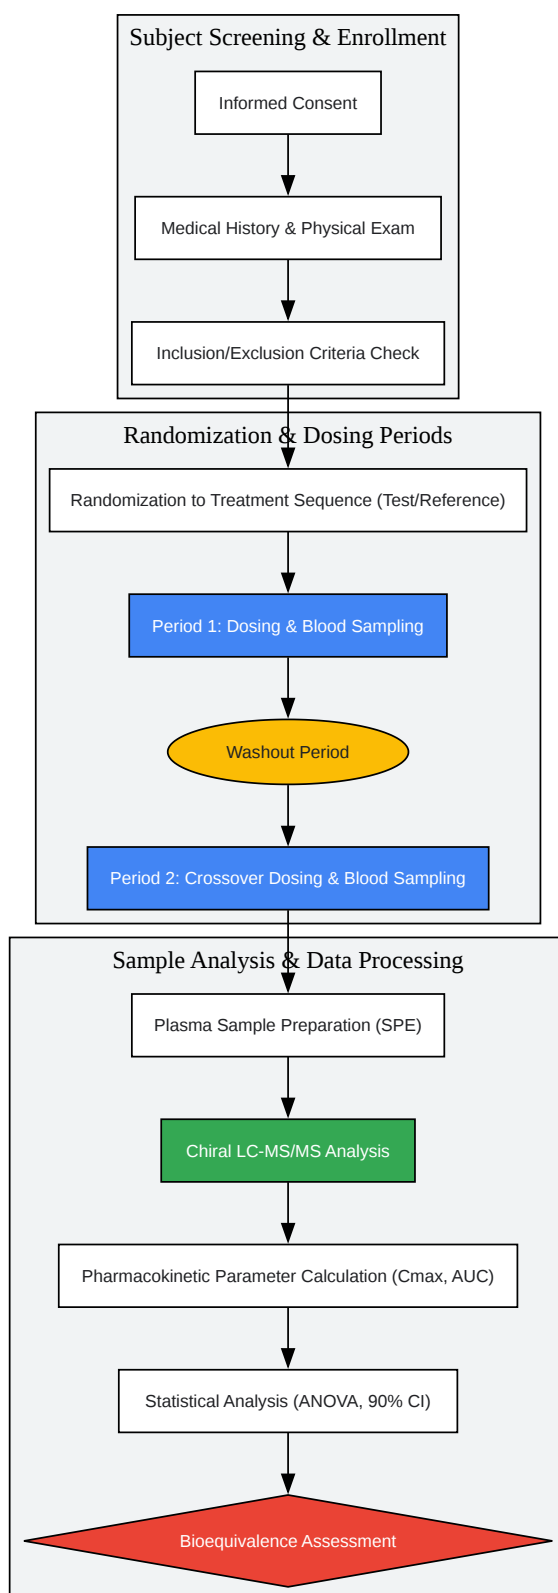 Subject Screening & Enrollment
Informed Consent
Medical History & Physical Exam
Inclusion/Exclusion Criteria Check
Randomization & Dosing Periods
Randomization to Treatment Sequence (Test/Reference)
Period 1: Dosing & Blood Sampling
Washout Period
Period 2: Crossover Dosing & Blood Sampling
Sample Analysis & Data Processing
Plasma Sample Preparation (SPE)
Chiral LC-MS/MS Analysis
Pharmacokinetic Parameter Calculation (Cmax, AUC)
Statistical Analysis (ANOVA, 90% CI)
Bioequivalence Assessment